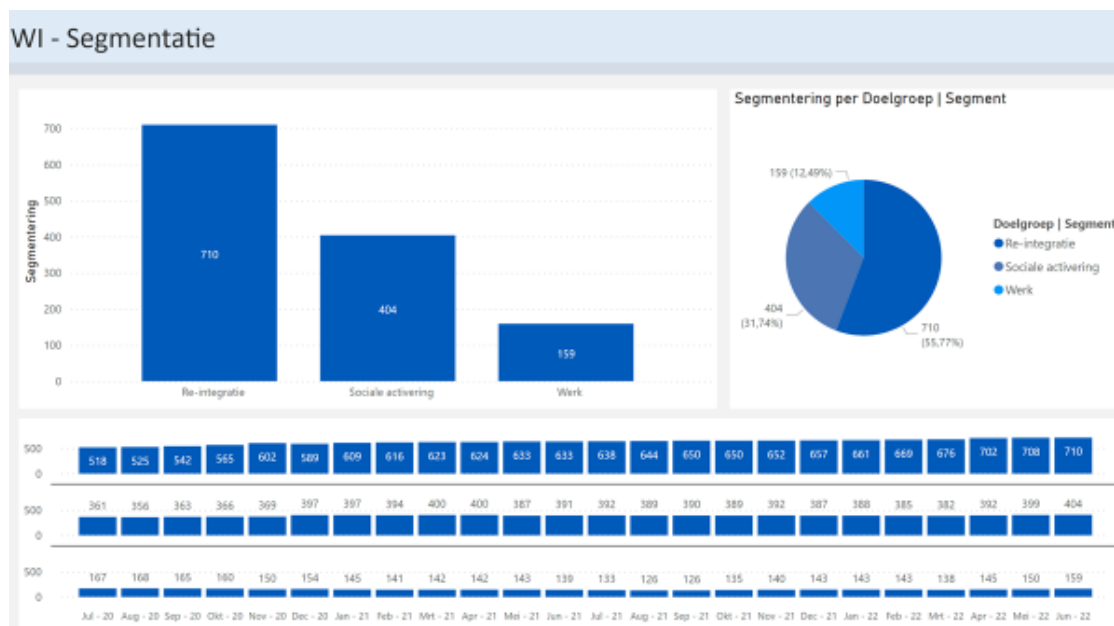 WI - Segmentatie
Segmentering
700
600
500
400
300
200
100
0
710
404
159
Re-integratie Sociale activering Werk
Segmentering per Doelgroep | Segment
159 (12,49%)
404
(31,74%)
710
(55,77%)
Doelgroep | Segment
Re-integratie
Sociale activering
Werk
500
0
518 525 542 565 602 589 609 616 623 624 633 633 638 644 650 650 652 657 661 669 676 702 708 710
500
0
361 356 363 366 369 397 397 394 400 400 387 391 392 389 390 389 392 387 388 385 382 392 399 404
500
0
167 168 165 160 150 154 145 141 142 142 143 139 133 126 126 135 140 143 143 143 138 145 150 159
Jul - 20 Aug - 20 Sep - 20 Okt - 20 Nov - 20 Dec - 20 Jan - 21 Feb - 21 Mrt - 21 Apr - 21 Mei - 21 Jun - 21 Jul - 21 Aug - 21 Sep - 21 Okt - 21 Nov - 21 Dec - 21 Jan - 22 Feb - 22 Mrt - 22 Apr - 22 Mei - 22 Jun - 22